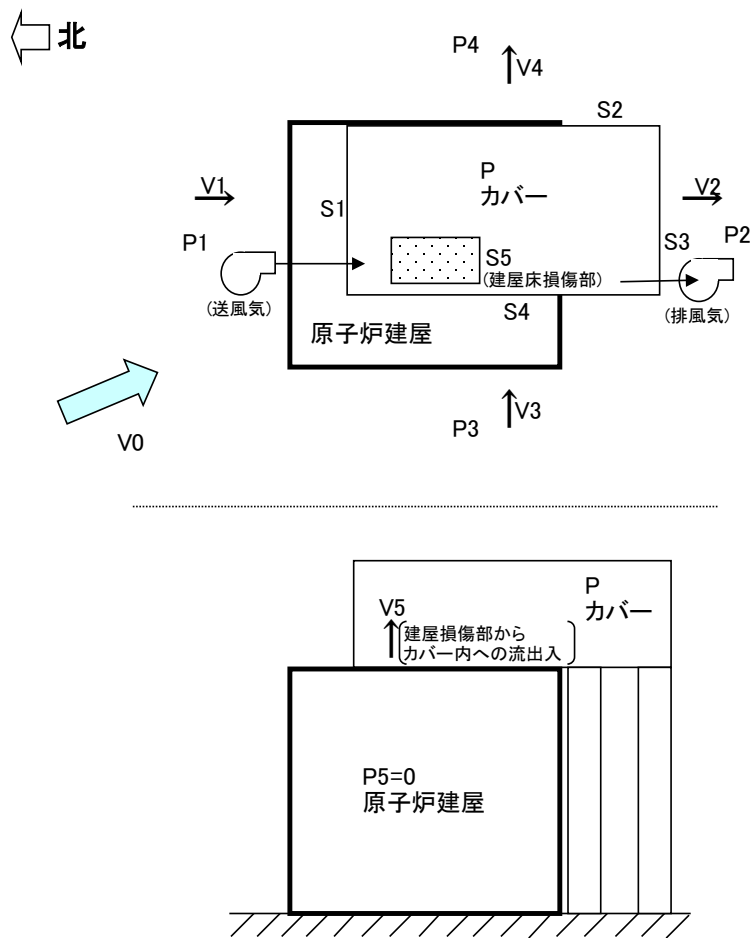 北
P4
V4
S2
P
カバー
V1
V2
S1
P1
P2
S5
S3
(建屋床損傷部)
(送風気)
S4
(排風気)
原子炉建屋
P3
V3
V0
P
カバー
V5
建屋損傷部から
カバー内への流出入
P5=0
原子炉建屋